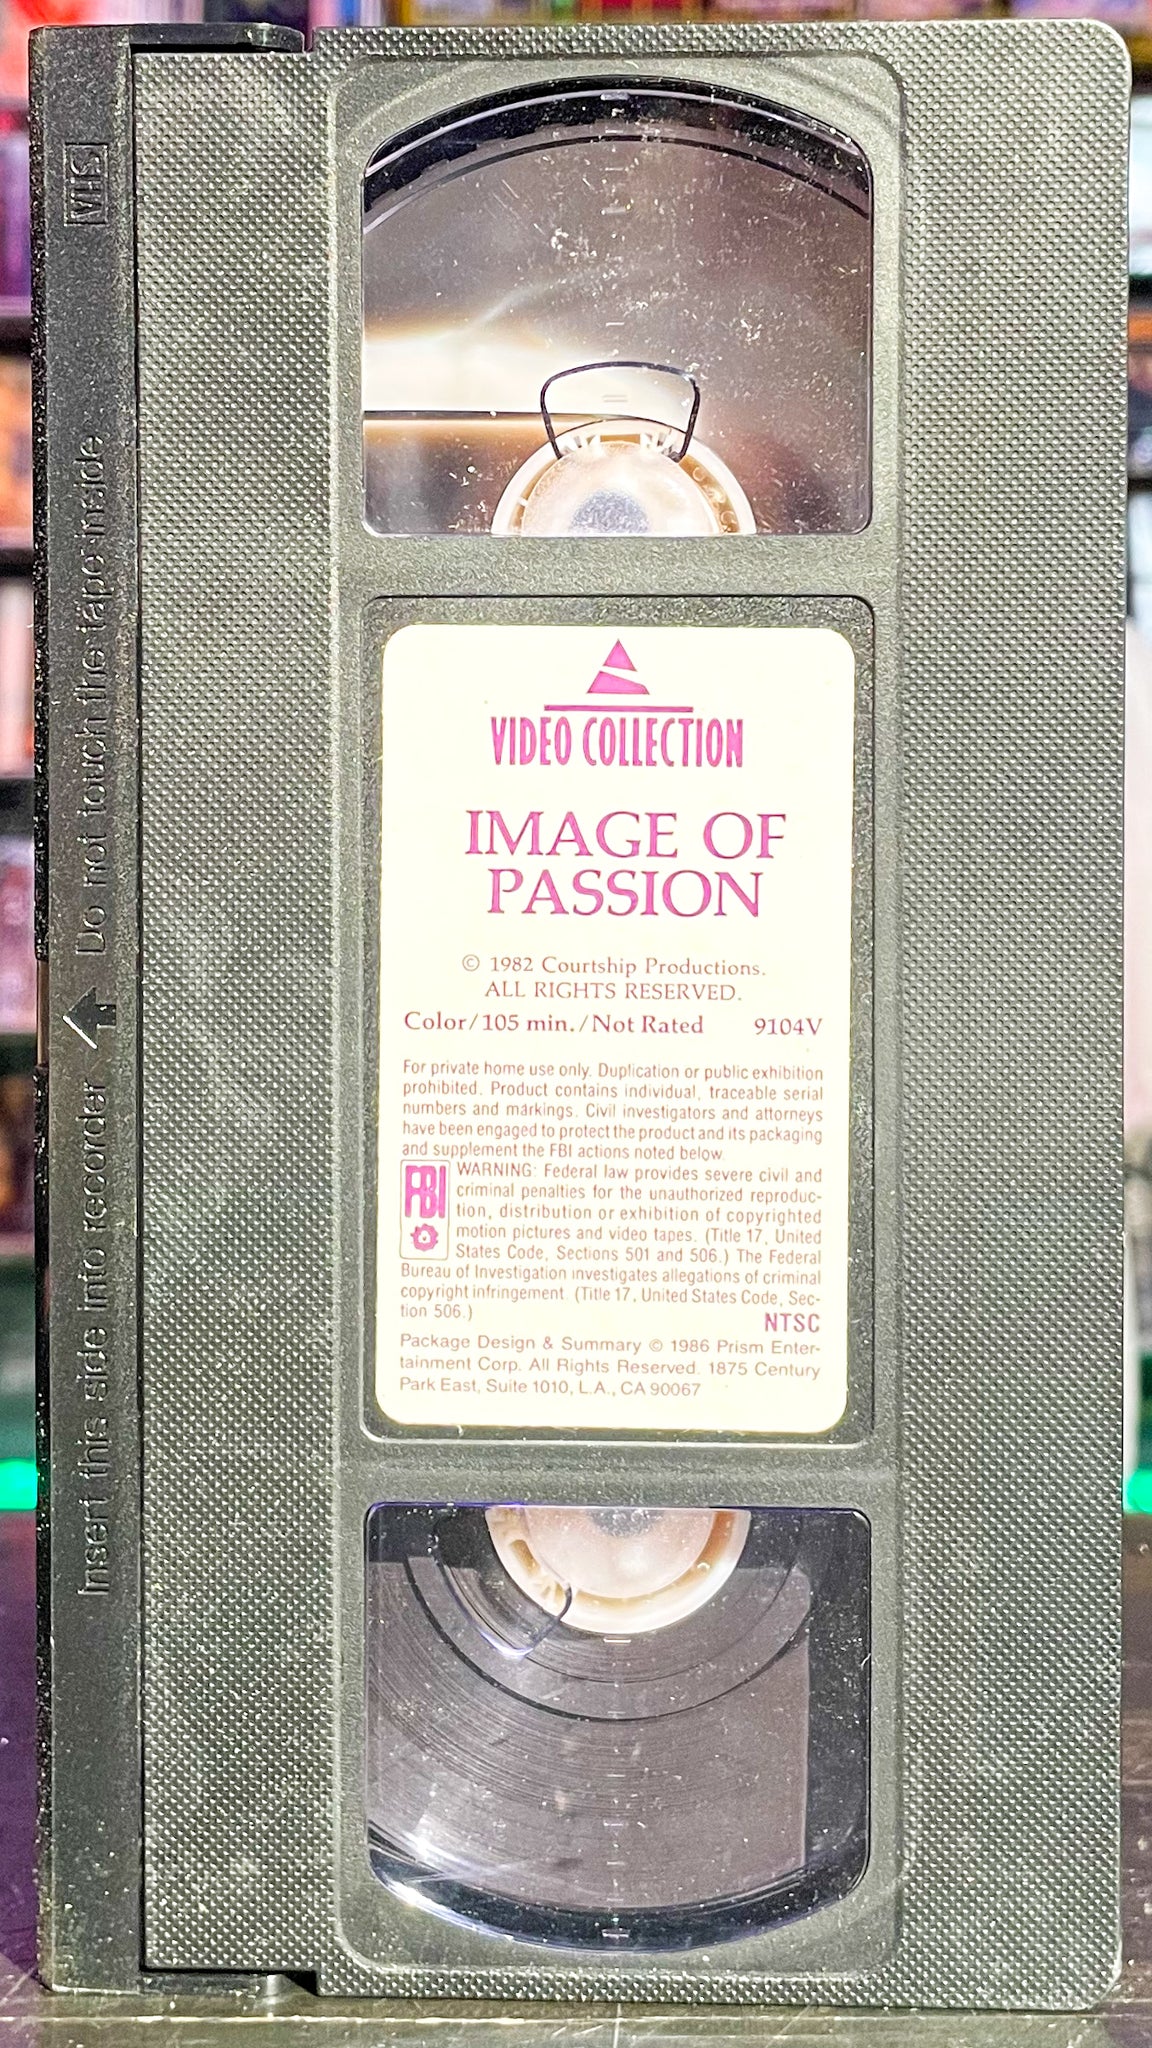 VHS
Insert this side into recorder Do not touch the tape inside
VIDEO COLLECTION
IMAGE OF
PASSION
© 1982 Courtship Productions.
ALL RIGHTS RESERVED.
Color/105 min./Not Rated 9104V
For private home use only. Duplication or public exhibition
prohibited. Product contains individual, traceable serial
numbers and markings. Civil investigators and attorneys
have been engaged to protect the product and its packaging
and supplement the FBI actions noted below.
FBI
WARNING: Federal law provides severe civil and
criminal penalties for the unauthorized reproduc-
tion, distribution or exhibition of copyrighted
motion pictures and video tapes. (Title 17, United
States Code, Sections 501 and 506.) The Federal
Bureau of Investigation investigates allegations of criminal
copyright infringement. (Title 17, United States Code, Sec-
tion 506.)
NTSC
Package Design & Summary © 1986 Prism Enter-
tainment Corp. All Rights Reserved. 1875 Century
Park East, Suite 1010, L.A., CA 90067